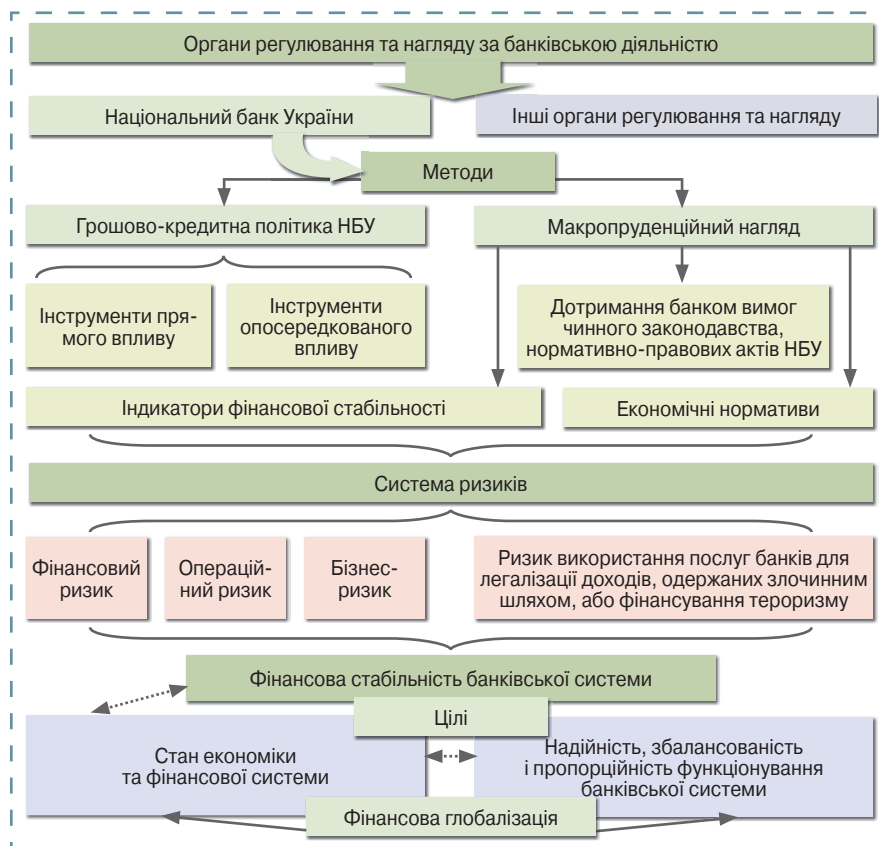 Органи регулювання та нагляду за банківською діяльністю
Національний банк України
Інші органи регулювання та нагляду
Методи
Грошово-кредитна політика НБУ
Макропруденційний нагляд
Інструменти пря-
мого впливу
Інструменти
опосередкованого
впливу
Дотримання банком вимог
чинного законодавства,
нормативно-правових актів НБУ
Індикатори фінансової стабільності
Економічні нормативи
Система ризиків
Фінансовий
ризик
Операцій-
ний ризик
Бізнес-
ризик
Ризик використання послуг банків для
легалізації доходів, одержаних злочинним
шляхом, або фінансування тероризму
Фінансова стабільність банківської системи
Цілі
Стан економіки
та фінансової системи
Надійність, збалансованість
і пропорційність функціонування
банківської системи
Фінансова глобалізація